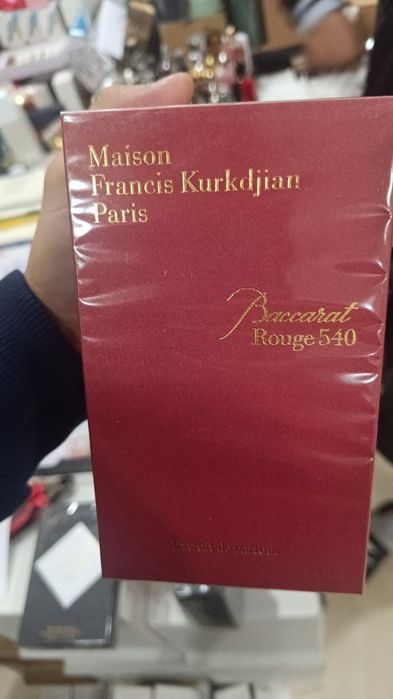 Maison
Francis Kurkdjian
Paris
Baccarat
Rouge 540
Extrait de parfum